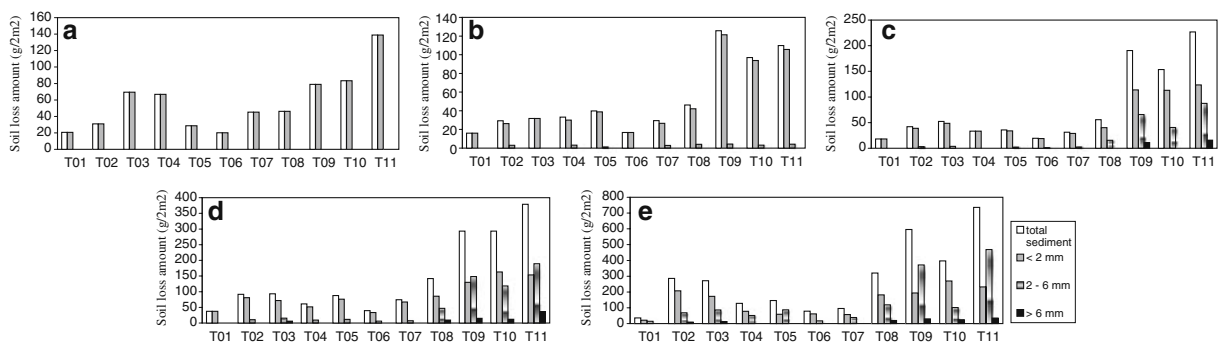 a
Soil loss amount (g/2m2)
160
140
120
100
80
60
40
20
0
T01 T02 T03 T04 T05 T06 T07 T08 T09 T10 T11
b
Soil loss amount (g/2m2)
140
120
100
80
60
40
20
0
T01 T02 T03 T04 T05 T06 T07 T08 T09 T10 T11
c
Soil loss amount (g/2m2)
250
200
150
100
50
0
T01 T02 T03 T04 T05 T06 T07 T08 T09 T10 T11
d
Soil loss amount (g/2m2)
400
350
300
250
200
150
100
50
0
T01 T02 T03 T04 T05 T06 T07 T08 T09 T10 T11
e
Soil loss amount (g/2m2)
800
700
600
500
400
300
200
100
0
T01 T02 T03 T04 T05 T06 T07 T08 T09 T10 T11
total
sediment
< 2 mm
2 - 6 mm
> 6 mm